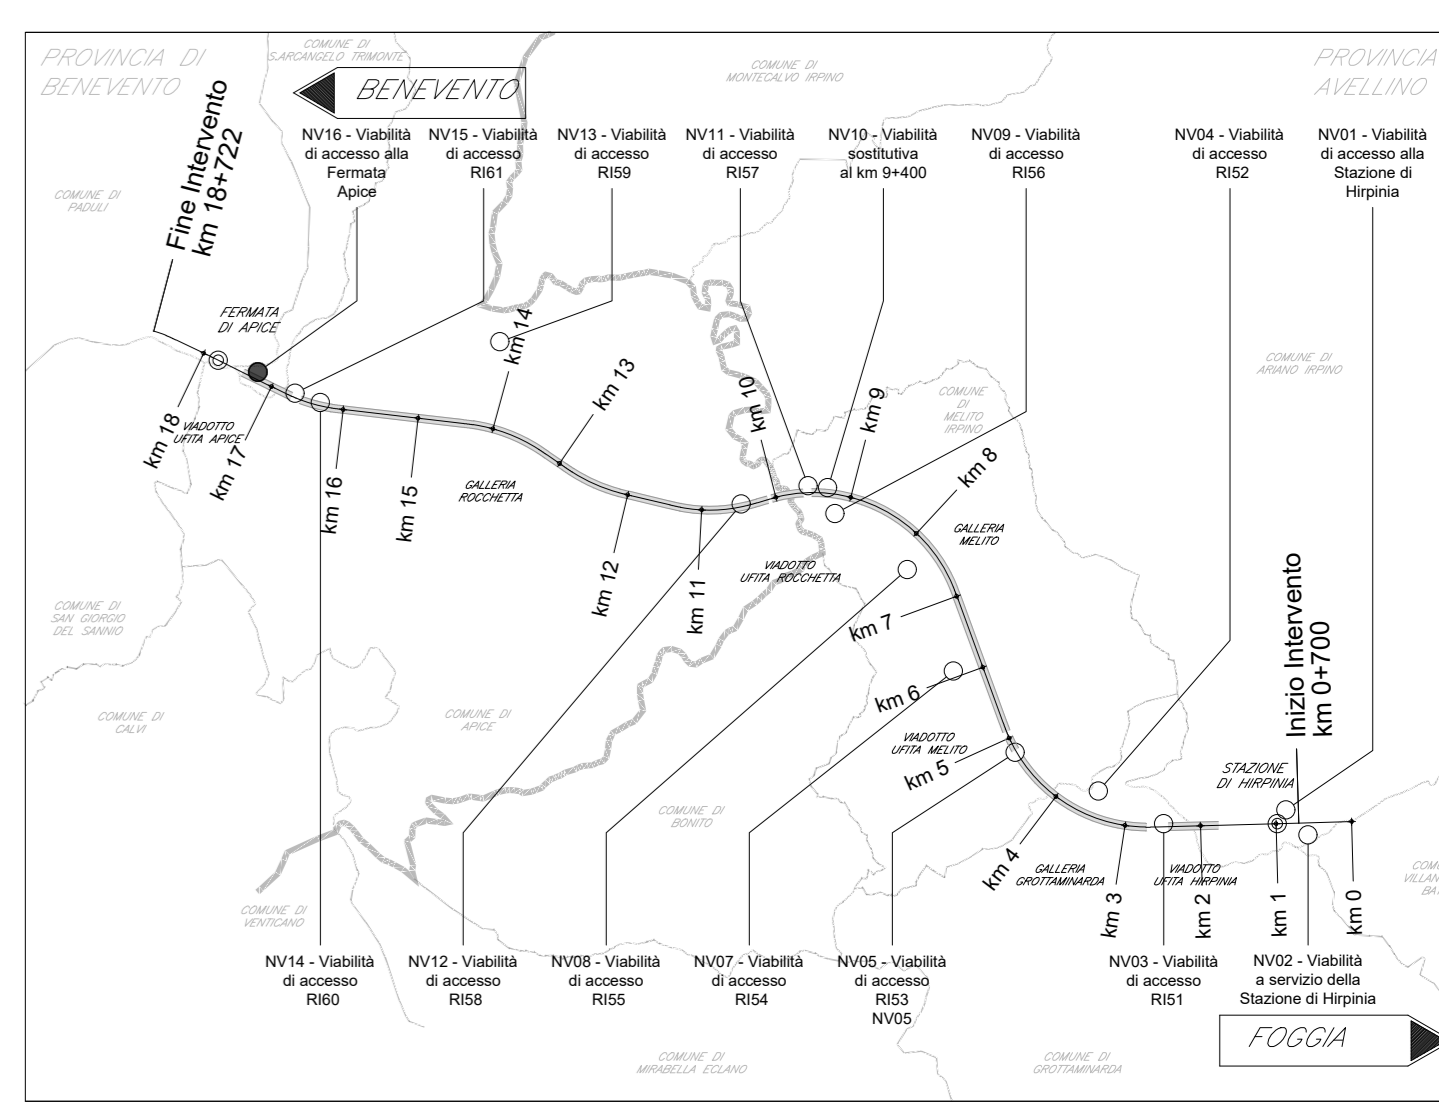 PROVINCIA DI
BENEVENTO
COMUNE DI
S.ARCANGELO TRIMONTE
BENEVENTO
COMUNE DI
MONTECALVO IRPINO
PROVINCIA
AVELLINO
Fine Intervento
km 18+722
NV16 - Viabilità
di accesso alla
Fermata
Apice
NV15 - Viabilità
di accesso
RI61
NV13 - Viabilità
di accesso
RI59
NV11 - Viabilità
di accesso
RI57
NV10 - Viabilità
sostitutiva
al km 9+400
NV09 - Viabilità
di accesso
RI56
NV04 - Viabilità
di accesso
RI52
NV01 - Viabilità
di accesso alla
Stazione di
Hirpinia
COMUNE DI
PADULI
FERMATA
DI APICE
km 14
km 13
km 10
km 9
COMUNE DI
ARIANO IRPINO
COMUNE
DI
MELITO
IRPINO
km 18
VIADOTTO
UFITA APICE
km 17
km 16
km 15
GALLERIA
ROCCHETTA
km 8
GALLERIA
MELITO
km 12
km 11
VIADOTTO
UFITA ROCCHETTA
km 7
COMUNE DI
SAN GIORGIO
DEL SANNIO
Inizio Intervento
km 0+700
km 6
COMUNE DI
CALVI
COMUNE DI
APICE
VIADOTTO
UFITA MELITO
km 5
STAZIONE
DI HIRPINIA
COMUNE DI
BONITO
km 4
GALLERIA
GROTTAMINARDA
km 3
VIADOTTO
UFITA HIRPINIA
km 2
km 1
km 0
COMU
VILLAN
BA
COMUNE DI
VENTICANO
NV14 - Viabilità
di accesso
RI60
NV12 - Viabilità
di accesso
RI58
NV08 - Viabilità
di accesso
RI55
NV07 - Viabilità
di accesso
RI54
NV05 - Viabilità
di accesso
RI53
NV05
NV03 - Viabilità
di accesso
RI51
NV02 - Viabilità
a servizio della
Stazione di Hirpinia
FOGGIA
COMUNE DI
MIRABELLA ECLANO
COMUNE DI
GROTTAMINARDA